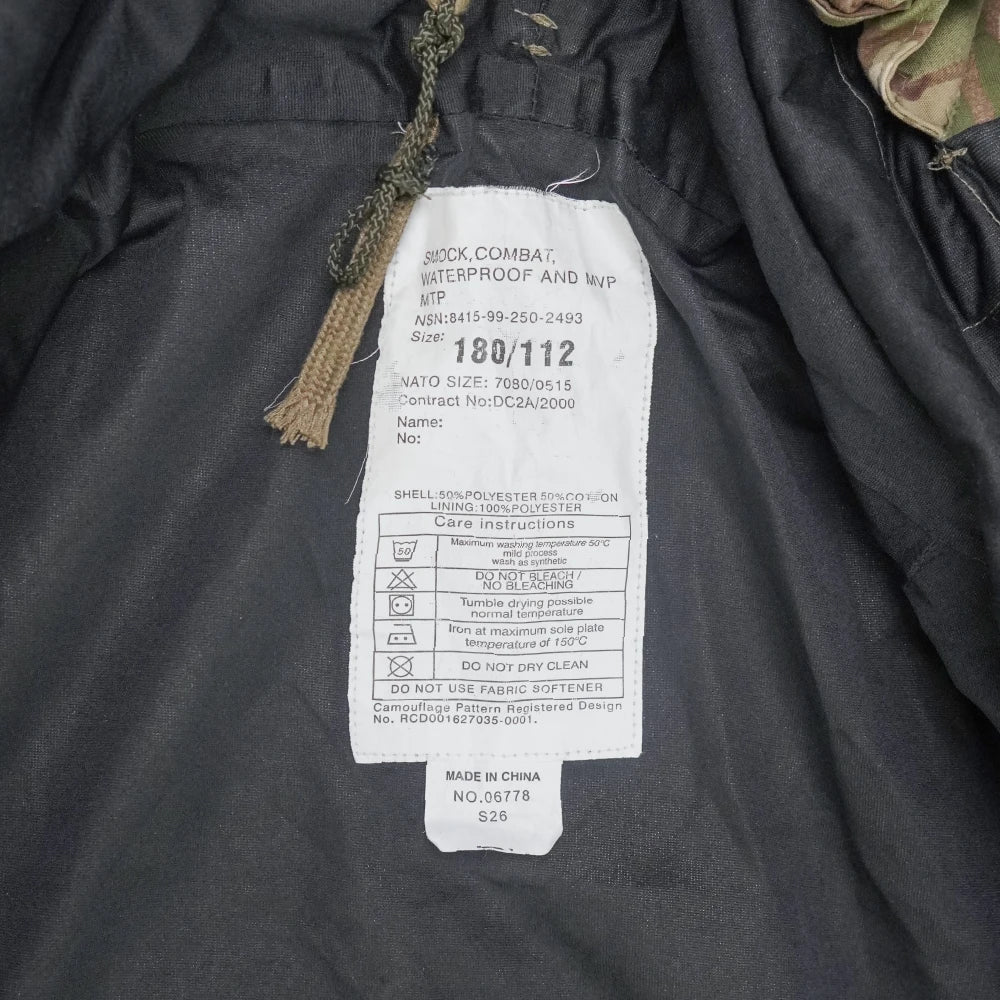 SMOCK,COMBAT,
WATERPROOF AND MVP
MTP
NSN:8415-99-250-2493
Size: 180/112
NATO SIZE: 7080/0515
Contract No:DC2A/2000
Name:
No:
SHELL:50%POLYESTER 50%COTTON
LINING:100%POLYESTER
Care instructions
50
Maximum washing temperature 50°C
mild process
wash as synthetic
DO NOT BLEACH /
NO BLEACHING
Tumble drying possible
normal temperature
Iron at maximum sole plate
temperature of 150°C
DO NOT DRY CLEAN
DO NOT USE FABRIC SOFTENER
Camouflage Pattern Registered Design
No. RCD001627035-0001.
MADE IN CHINA
NO.06778
S26